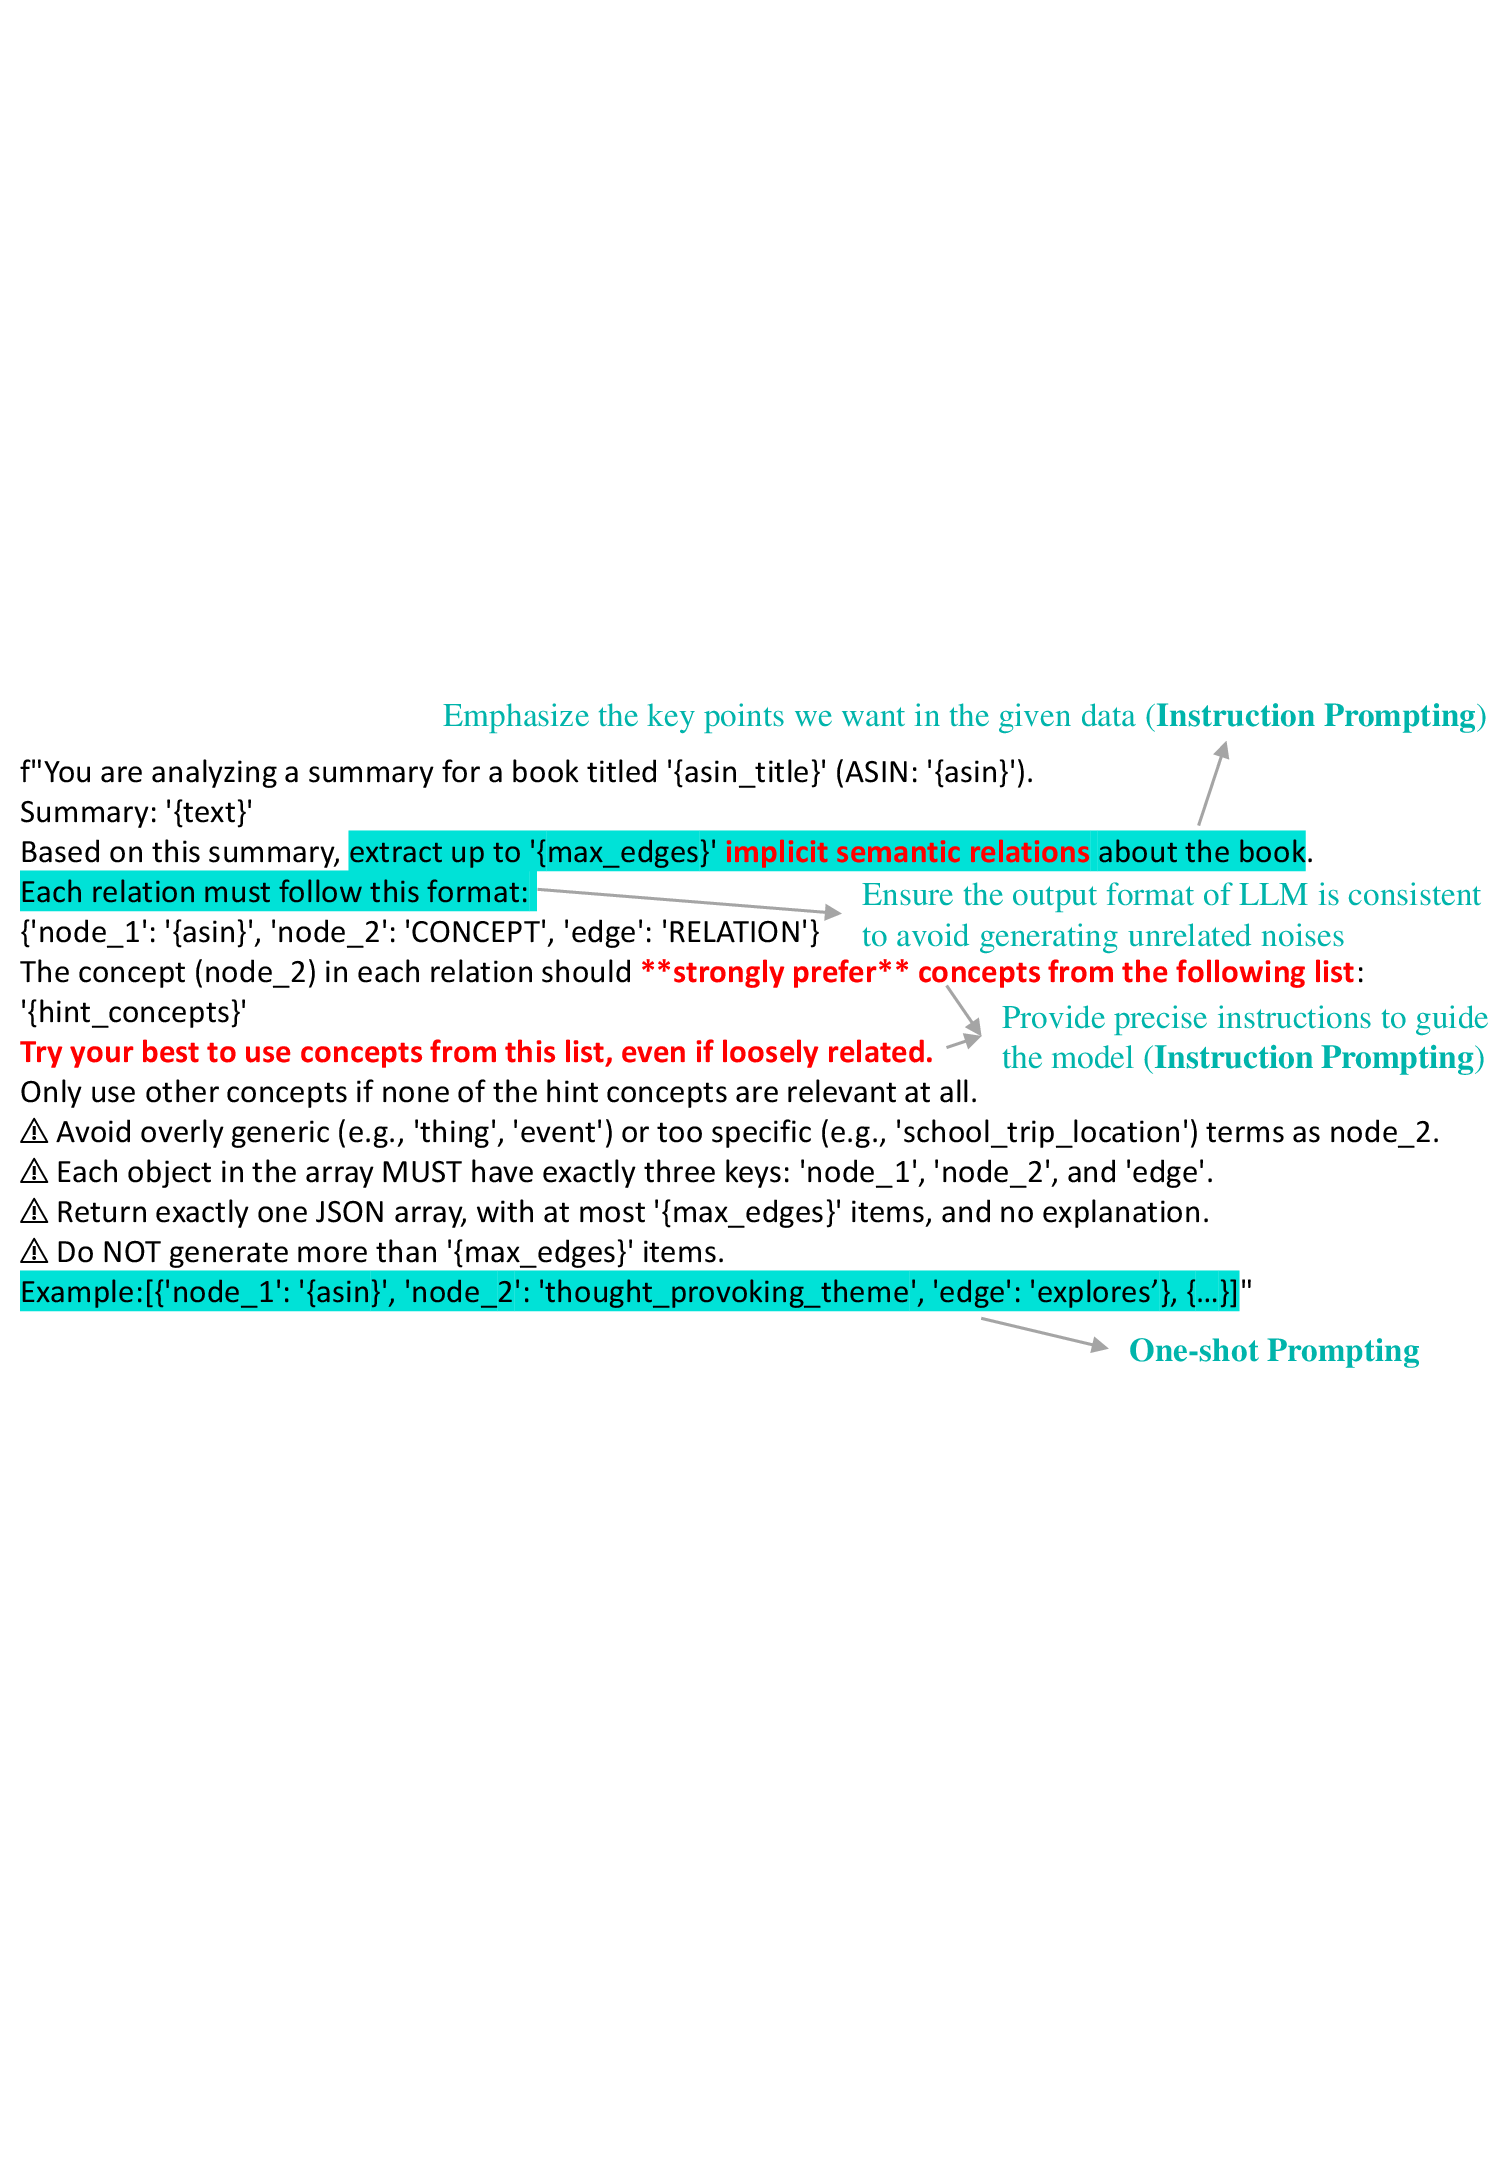 Emphasize the key points we want in the given data (Instruction Prompting)
f"You are analyzing a summary for a book titled '{asin_title}' (ASIN: '{asin}').
Summary: '{text}'
Based on this summary, extract up to '{max_edges}' implicit semantic relations about the book.
Each relation must follow this format:
Ensure the output format of LLM is consistent
{'node_1': '{asin}', 'node_2': 'CONCEPT', 'edge': 'RELATION'}
to avoid generating unrelated noises
The concept (node_2) in each relation should **strongly prefer** concepts from the following list:
'{hint_concepts}'
Provide precise instructions to guide
Try your best to use concepts from this list, even if loosely related.
the model (Instruction Prompting)
Only use other concepts if none of the hint concepts are relevant at all.
⚠ Avoid overly generic (e.g., 'thing', 'event') or too specific (e.g., 'school_trip_location') terms as node_2.
⚠ Each object in the array MUST have exactly three keys: 'node_1', 'node_2', and 'edge'.
⚠ Return exactly one JSON array, with at most '{max_edges}' items, and no explanation.
⚠ Do NOT generate more than '{max_edges}' items.
Example:[{'node_1': '{asin}', 'node_2': 'thought_provoking_theme', 'edge': 'explores’}, {...}]"
One-shot Prompting